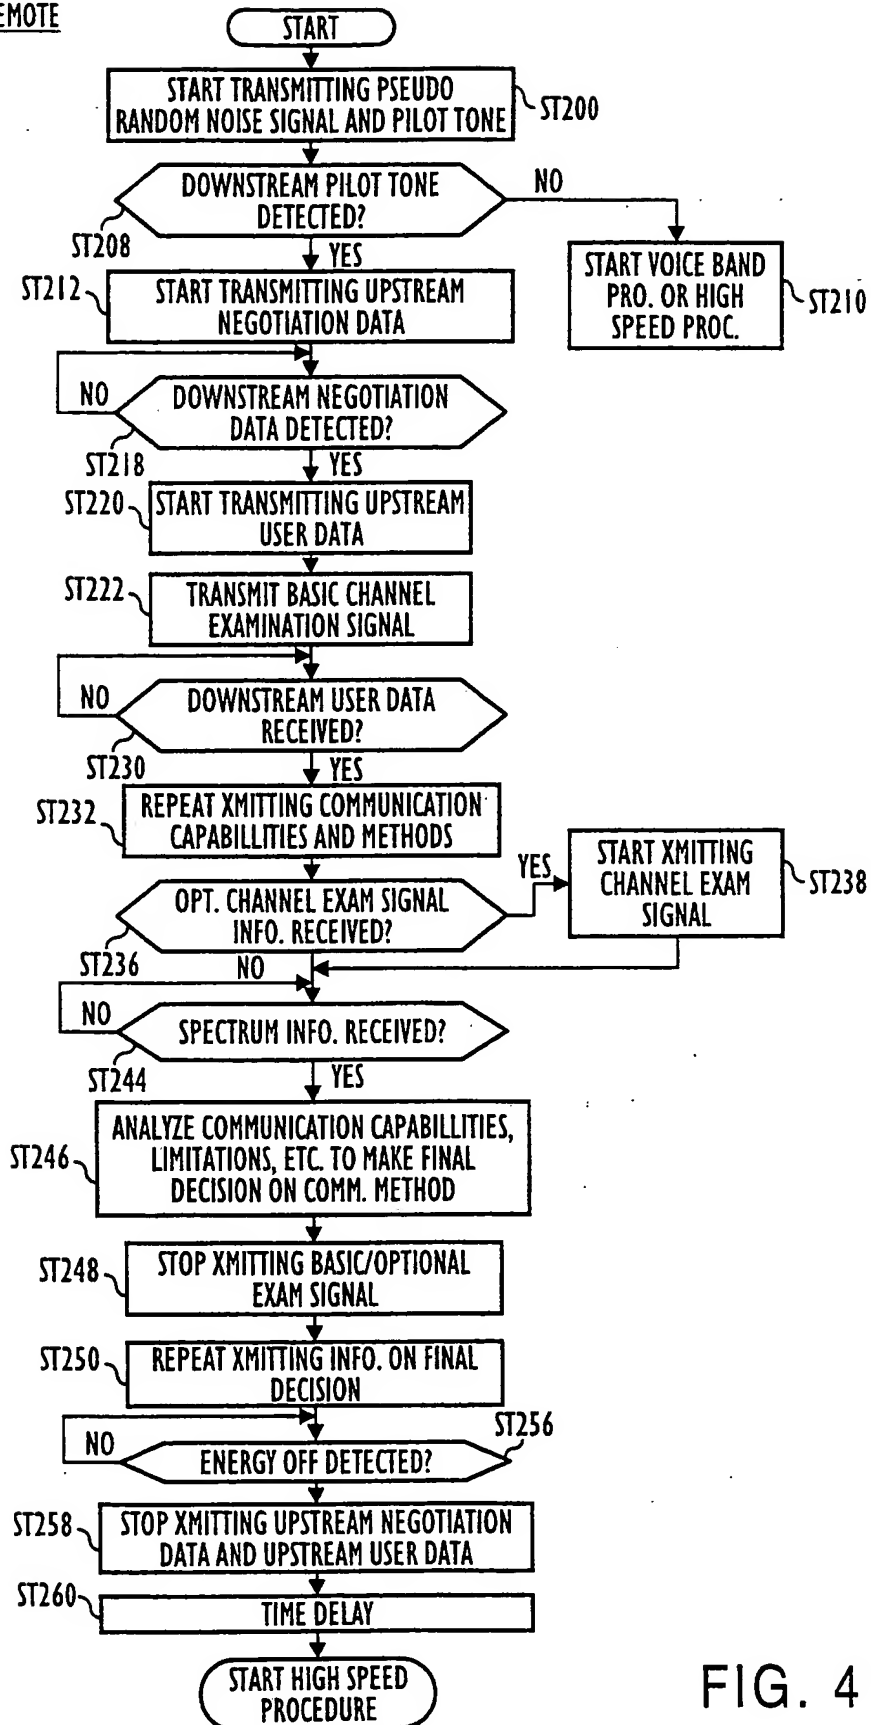 EMOTE
START
START TRANSMITTING PSEUDO
RANDOM NOISE SIGNAL AND PILOT TONE
ST200
DOWNSTREAM PILOT TONE
DETECTED?
NO
ST208
YES
START VOICE BAND
PRO. OR HIGH
SPEED PROC.
ST210
ST212
START TRANSMITTING UPSTREAM
NEGOTIATION DATA
NO
DOWNSTREAM NEGOTIATION
DATA DETECTED?
ST218
YES
ST220
START TRANSMITTING UPSTREAM
USER DATA
ST222
TRANSMIT BASIC CHANNEL
EXAMINATION SIGNAL
NO
DOWNSTREAM USER DATA
RECEIVED?
ST230
YES
ST232
REPEAT XMITTING COMMUNICATION
CAPABILLITIES AND METHODS
OPT. CHANNEL EXAM SIGNAL
INFO. RECEIVED?
YES
START XMITTING
CHANNEL EXAM
SIGNAL
ST238
ST236
NO
NO
SPECTRUM INFO. RECEIVED?
ST244
YES
ST246
ANALYZE COMMUNICATION CAPABILLITIES,
LIMITATIONS, ETC. TO MAKE FINAL
DECISION ON COMM. METHOD
ST248
STOP XMITTING BASIC/OPTIONAL
EXAM SIGNAL
ST250
REPEAT XMITTING INFO. ON FINAL
DECISION
NO
ENERGY OFF DETECTED?
ST256
ST258
STOP XMITTING UPSTREAM NEGOTIATION
DATA AND UPSTREAM USER DATA
ST260
TIME DELAY
START HIGH SPEED
PROCEDURE
FIG. 4